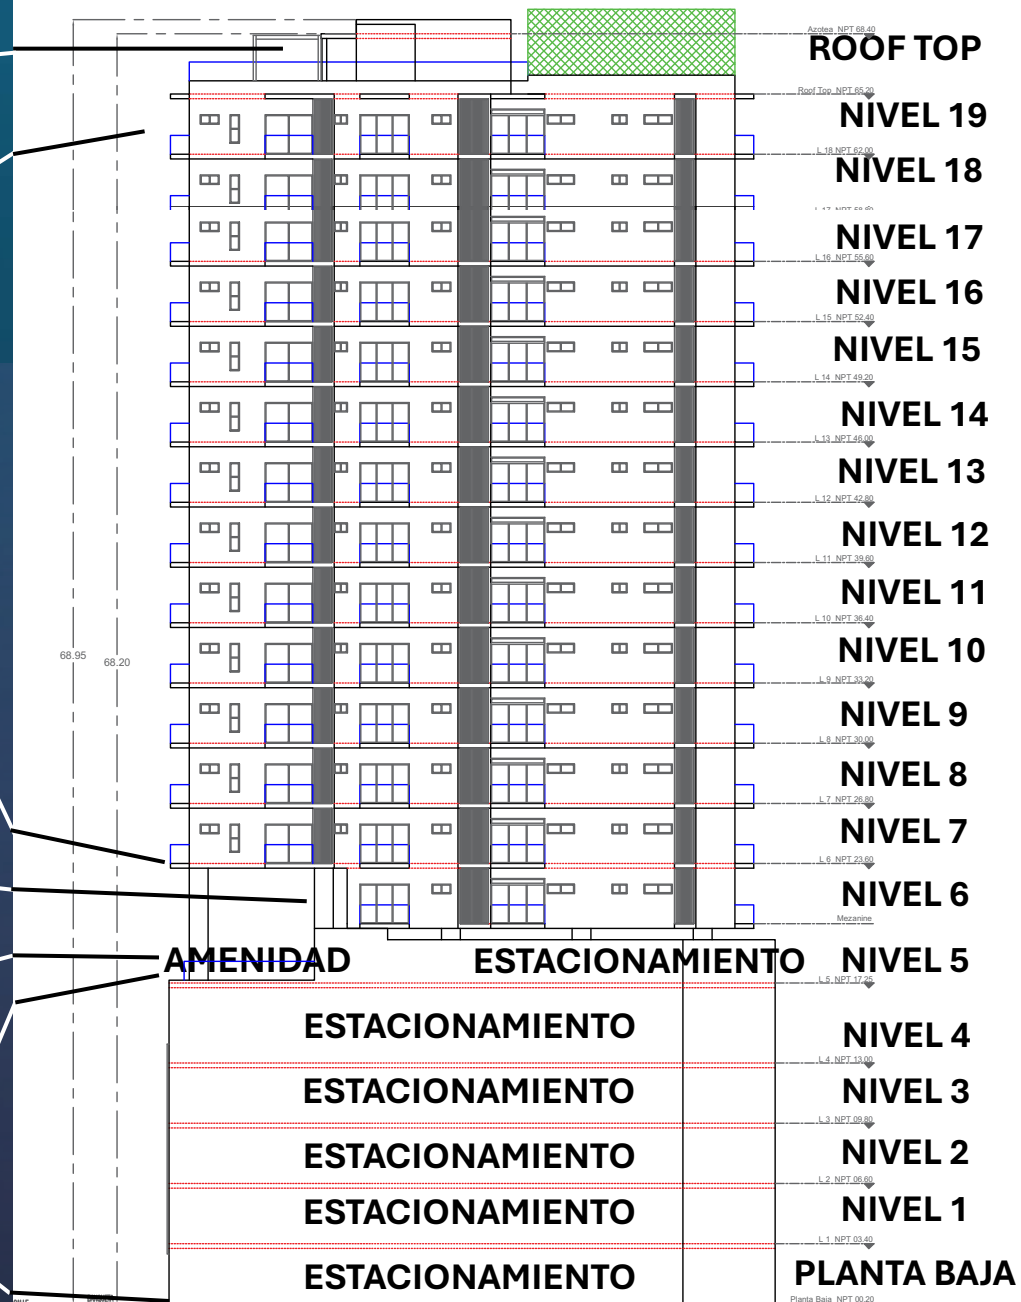 Azotea NPT 68.40
ROOF TOP
Roof Top NPT 65.20
NIVEL 19
L 18 NPT 62.00
NIVEL 18
L 17 NPT 58.80
NIVEL 17
L 16 NPT 55.60
NIVEL 16
L 15 NPT 52.40
NIVEL 15
L 14 NPT 49.20
NIVEL 14
L 13 NPT 46.00
NIVEL 13
L 12 NPT 42.80
NIVEL 12
L 11 NPT 39.60
NIVEL 11
L 10 NPT 36.40
68.95
68.20
NIVEL 10
L 9 NPT 33.20
NIVEL 9
L 8 NPT 30.00
NIVEL 8
L 7 NPT 26.80
NIVEL 7
L 6 NPT 23.60
NIVEL 6
Mezanine
AMENIDAD ESTACIONAMIENTO NIVEL 5
L 5 NPT 17.25
ESTACIONAMIENTO NIVEL 4
L 4 NPT 13.00
ESTACIONAMIENTO NIVEL 3
L 3 NPT 09.80
ESTACIONAMIENTO NIVEL 2
L 2 NPT 06.60
ESTACIONAMIENTO NIVEL 1
L 1 NPT 03.40
ESTACIONAMIENTO PLANTA BAJA
Planta Baja NPT 00.20